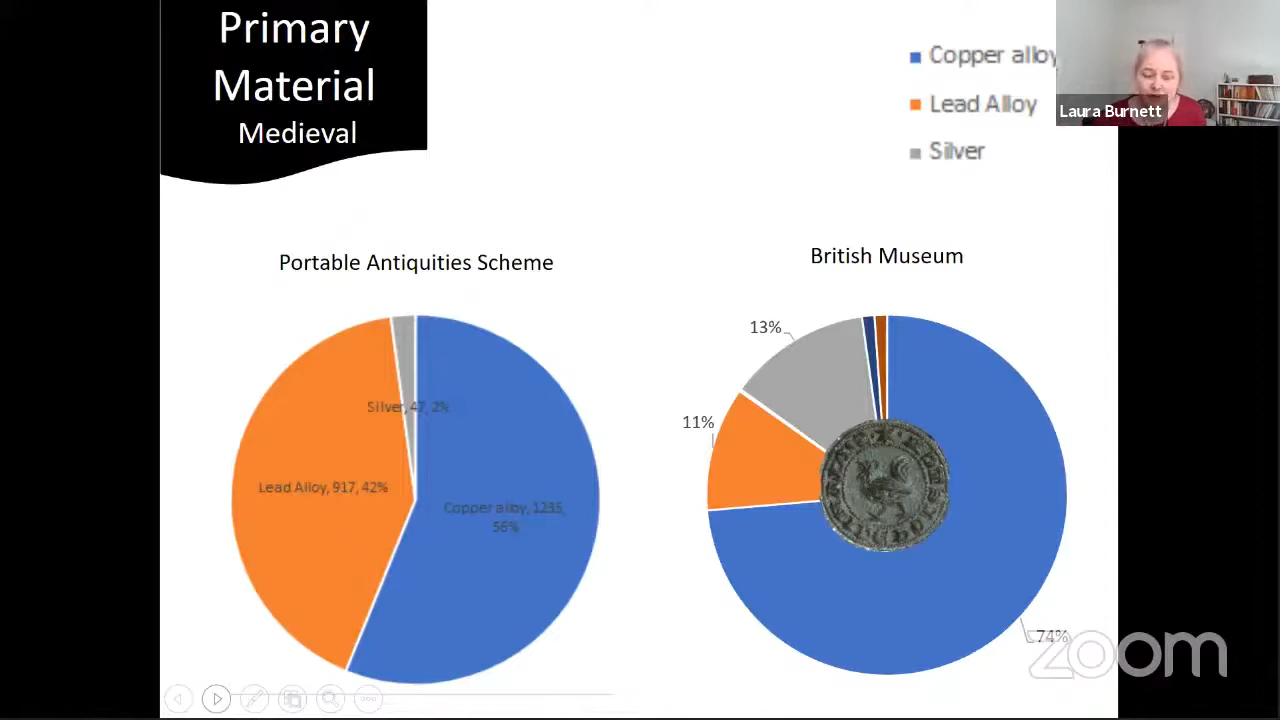 Primary
Material
Medieval
Copper alloy
Lead Alloy
Silver
Laura Burnett
Portable Antiquities Scheme
British Museum
Silver, 47, 2%
Lead Alloy, 917, 42%
Copper alloy, 1235,
56%
13%
11%
74%
zoom